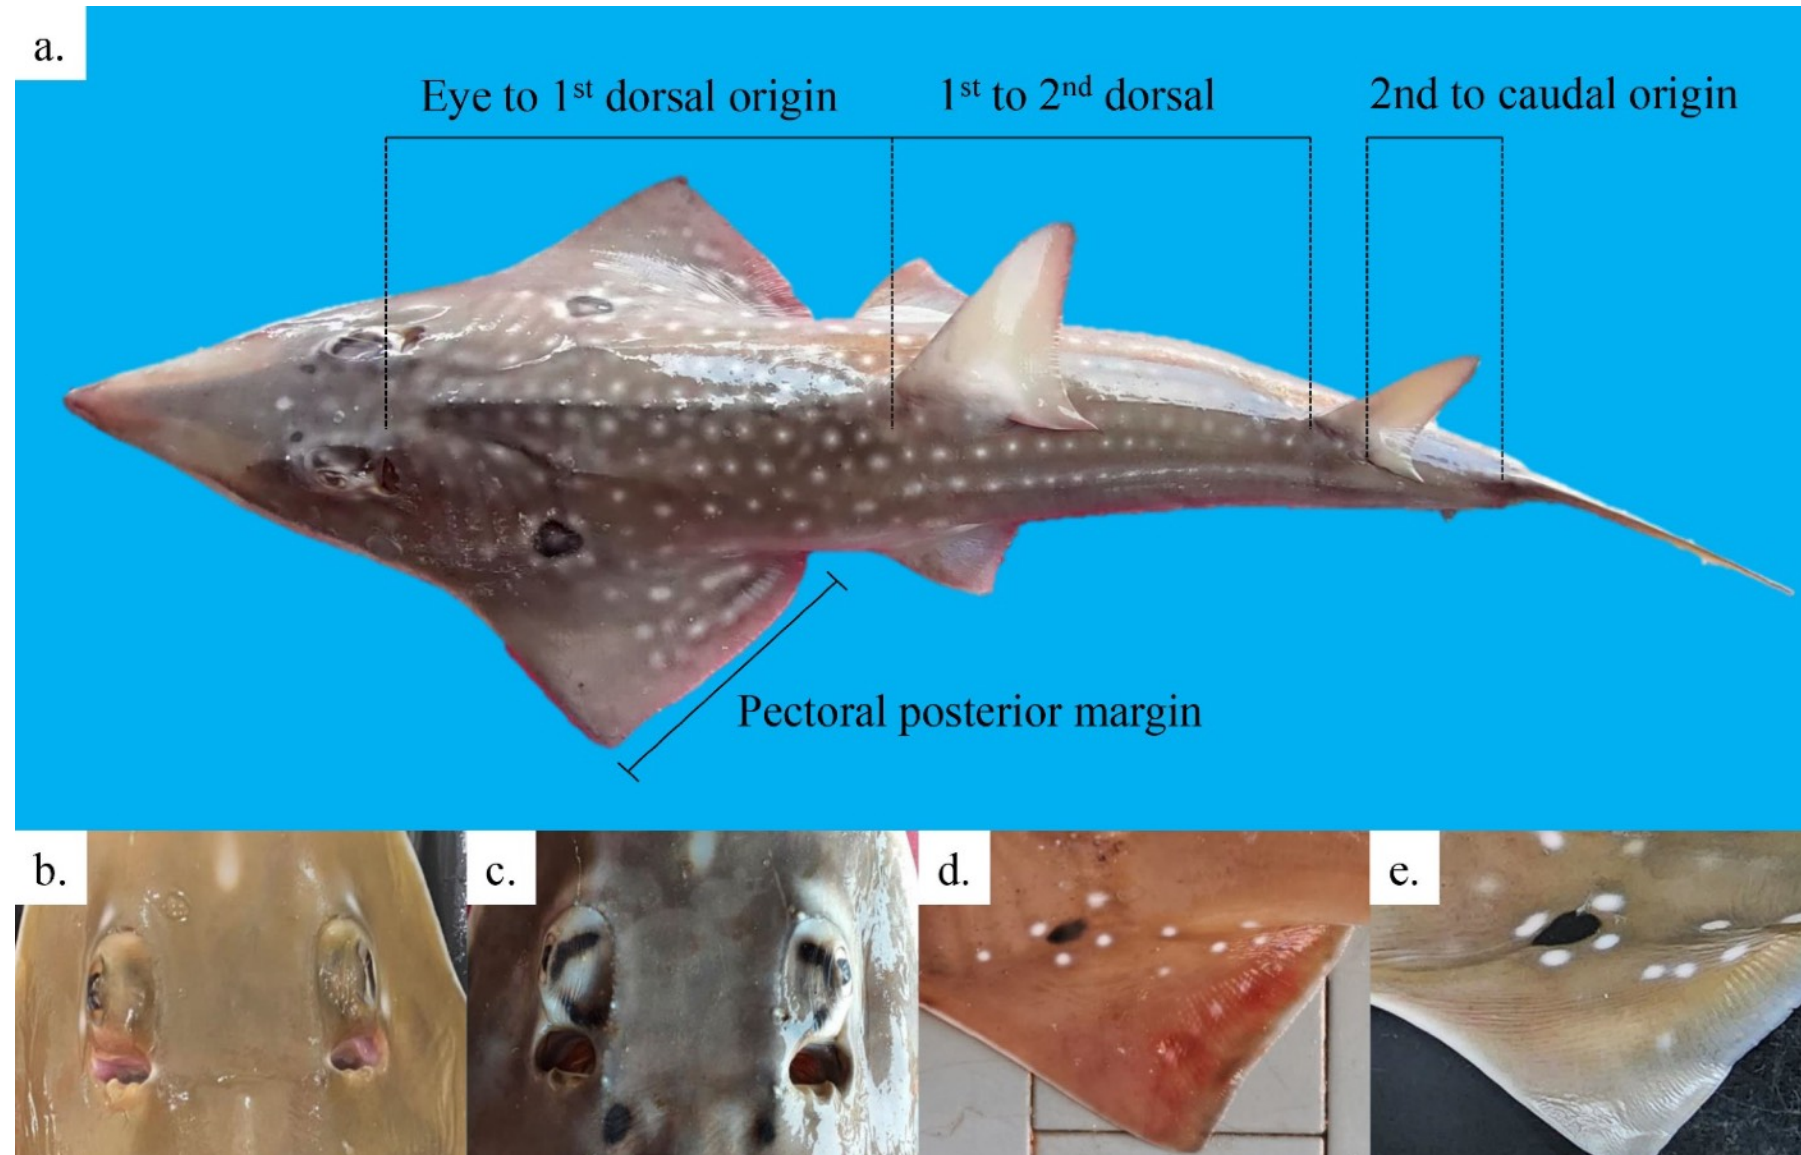 a.
Eye to 1st dorsal origin
1st to 2nd dorsal
2nd to caudal origin
Pectoral posterior margin
b.
c.
d.
e.